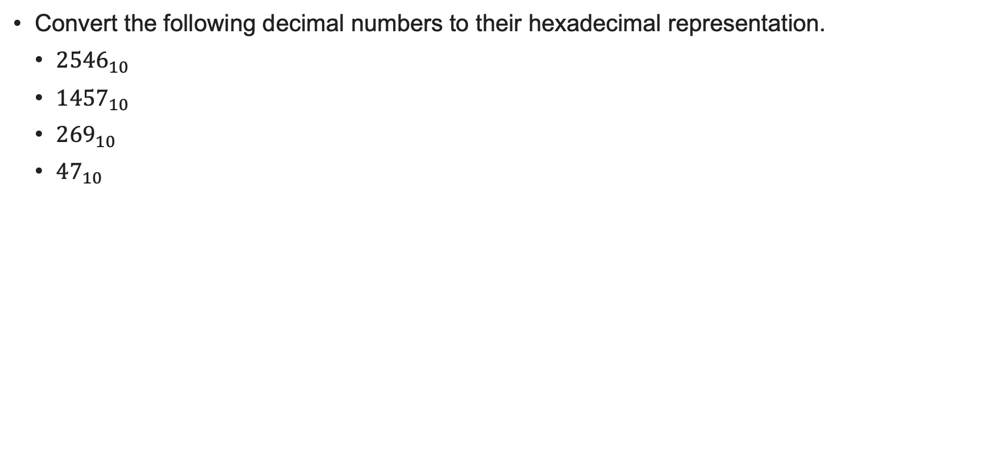 • Convert the following decimal numbers to their hexadecimal representation.
• 2546₁₀
• 1457₁₀
• 269₁₀
• 47₁₀